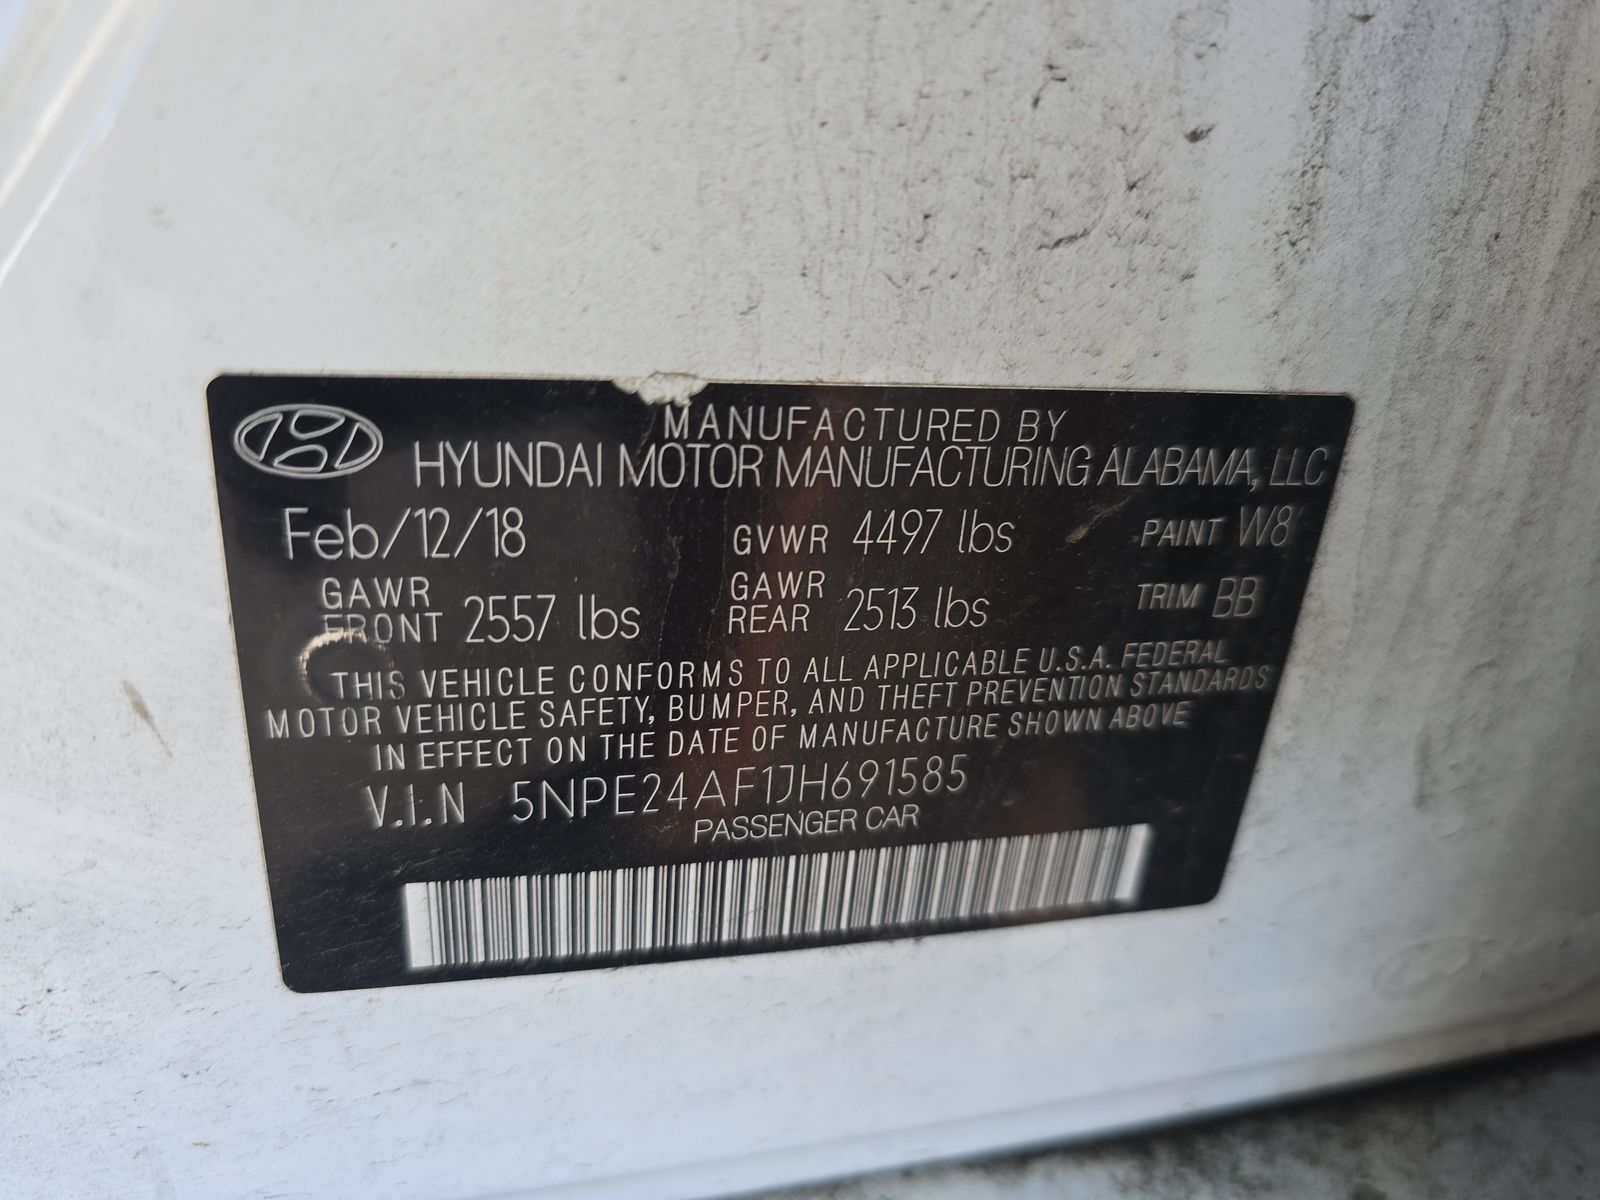 MANUFACTURED BY
HYUNDAI MOTOR MANUFACTURING ALABAMA, LLC
Feb/12/18 GVWR 4497 lbs PAINT W8
GAWR FRONT 2557 lbs GAWR REAR 2513 lbs TRIM BB
THIS VEHICLE CONFORMS TO ALL APPLICABLE U.S.A. FEDERAL
MOTOR VEHICLE SAFETY, BUMPER, AND THEFT PREVENTION STANDARDS
IN EFFECT ON THE DATE OF MANUFACTURE SHOWN ABOVE
V.I.N 5NPE24AF1JH691585
PASSENGER CAR